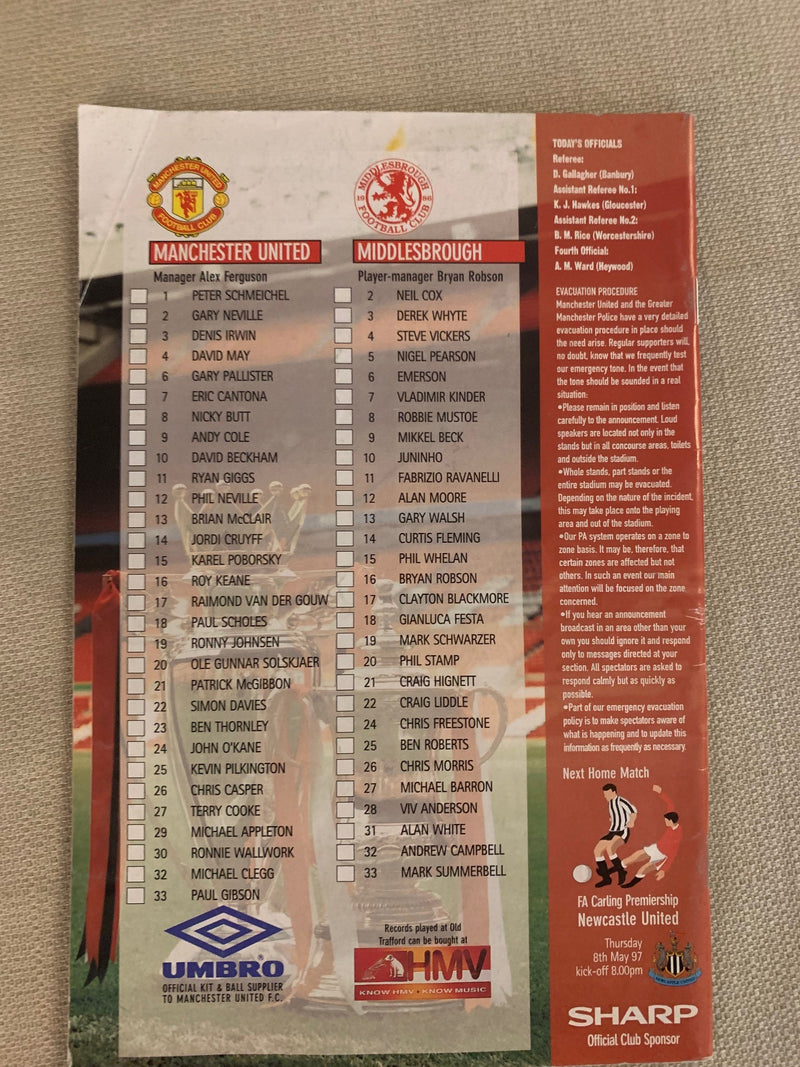 MANCHESTER UNITED
FOOTBALL CLUB
MANCHESTER UNITED
Manager Alex Ferguson
1 PETER SCHMEICHEL
2 GARY NEVILLE
3 DENIS IRWIN
4 DAVID MAY
6 GARY PALLISTER
7 ERIC CANTONA
8 NICKY BUTT
9 ANDY COLE
10 DAVID BECKHAM
11 RYAN GIGGS
12 PHIL NEVILLE
13 BRIAN McCLAIR
14 JORDI CRUYFF
15 KAREL POBORSKY
16 ROY KEANE
17 RAIMOND VAN DER GOUW
18 PAUL SCHOLES
19 RONNY JOHNSEN
20 OLE GUNNAR SOLSKJAER
21 PATRICK McGIBBON
22 SIMON DAVIES
23 BEN THORNLEY
24 JOHN O'KANE
25 KEVIN PILKINGTON
26 CHRIS CASPER
27 TERRY COOKE
29 MICHAEL APPLETON
30 RONNIE WALLWORK
32 MICHAEL CLEGG
33 PAUL GIBSON
UMBRO
OFFICIAL KIT & BALL SUPPLIER
TO MANCHESTER UNITED F.C.
MIDDLESBROUGH
1986
FOOTBALL CLUB
MIDDLESBROUGH
Player-manager Bryan Robson
2 NEIL COX
3 DEREK WHYTE
4 STEVE VICKERS
5 NIGEL PEARSON
6 EMERSON
7 VLADIMIR KINDER
8 ROBBIE MUSTOE
9 MIKKEL BECK
10 JUNINHO
11 FABRIZIO RAVANELLI
12 ALAN MOORE
13 GARY WALSH
14 CURTIS FLEMING
15 PHIL WHELAN
16 BRYAN ROBSON
17 CLAYTON BLACKMORE
18 GIANLUCA FESTA
19 MARK SCHWARZER
20 PHIL STAMP
21 CRAIG HIGNETT
22 CRAIG LIDDLE
24 CHRIS FREESTONE
25 BEN ROBERTS
26 CHRIS MORRIS
27 MICHAEL BARRON
28 VIV ANDERSON
31 ALAN WHITE
32 ANDREW CAMPBELL
33 MARK SUMMERBELL
Records played at Old
Trafford can be bought at
HMV
KNOW HMV • KNOW MUSIC
TODAY'S OFFICIALS
Referee:
D. Gallagher (Banbury)
Assistant Referee No.1:
K. J. Hawkes (Gloucester)
Assistant Referee No.2:
B. M. Rice (Worcestershire)
Fourth Official:
A. M. Ward (Heywood)
EVACUATION PROCEDURE
Manchester United and the Greater
Manchester Police have a very detailed
evacuation procedure in place should
the need arise. Regular supporters will,
no doubt, know that we frequently test
our emergency tone. In the event that
the tone should be sounded in a real
situation:
•Please remain in position and listen
carefully to the announcement. Loud
speakers are located not only in the
stands but in all concourse areas, toilets
and outside the stadium.
•Whole stands, part stands or the
entire stadium may be evacuated.
Depending on the nature of the incident,
this may take place onto the playing
area and out of the stadium.
•Our PA system operates on a zone to
zone basis. It may be, therefore, that
certain zones are affected but not
others. In such an event our main
attention will be focused on the zone
concerned.
•If you hear an announcement
broadcast in an area other than your
own you should ignore it and respond
only to messages directed at your
section. All spectators are asked to
respond calmly but as quickly as
possible.
•Part of our emergency evacuation
policy is to make spectators aware of
what is happening and to update this
information as frequently as necessary.
Next Home Match
FA Carling Premiership
Newcastle United
Thursday
8th May 97
kick-off 8.00pm
NEWCASTLE UNITED
SHARP
Official Club Sponsor